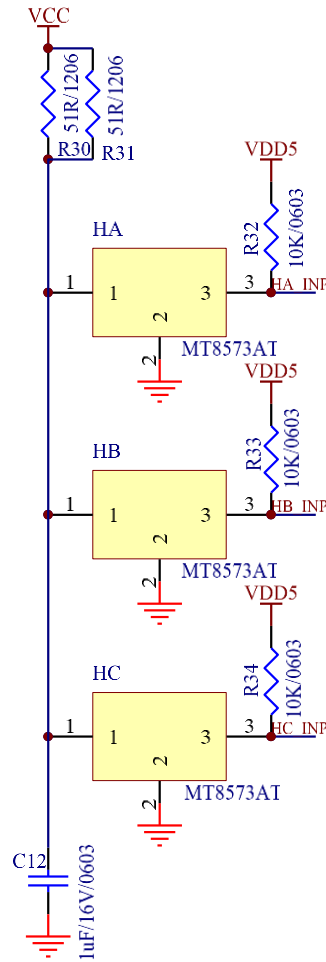 VCC
51R/1206
51R/1206
R30
R31
VDD5
R32
10K/0603
HA
1
1
3
3
HA_INP
2
2
MT8573AT
VDD5
R33
10K/0603
HB
1
1
3
3
HB_INP
2
2
MT8573AT
VDD5
R34
10K/0603
HC
1
1
3
3
HC_INP
2
2
MT8573AT
C12
1uF/16V/0603